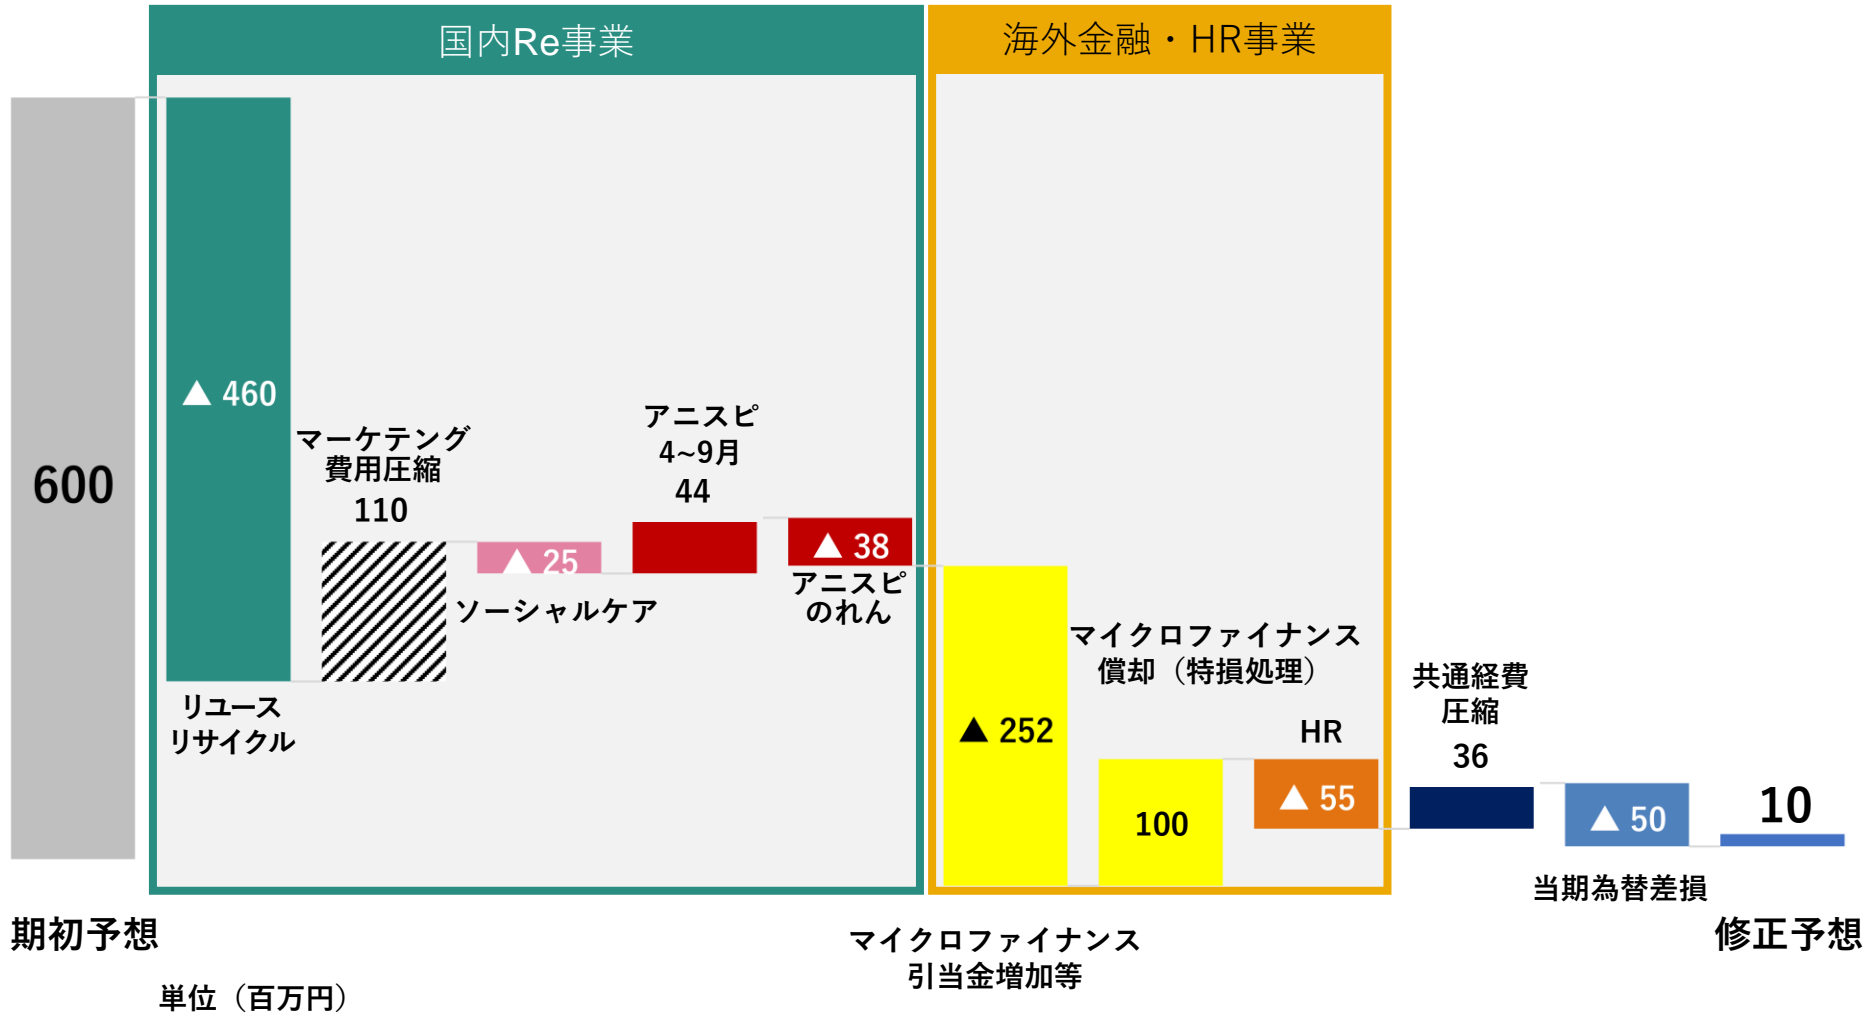 国内Re事業
海外金融・HR事業
600
▲ 460
リユース
リサイクル
マーケテング
費用圧縮
110
▲ 25
ソーシャルケア
アニスピ
4~9月
44
▲ 38
アニスピ
のれん
▲ 252
マイクロファイナンス
引当金増加等
マイクロファイナンス
償却（特損処理）
100
HR
▲ 55
共通経費
圧縮
36
▲ 50
当期為替差損
10
期初予想
修正予想
単位（百万円）